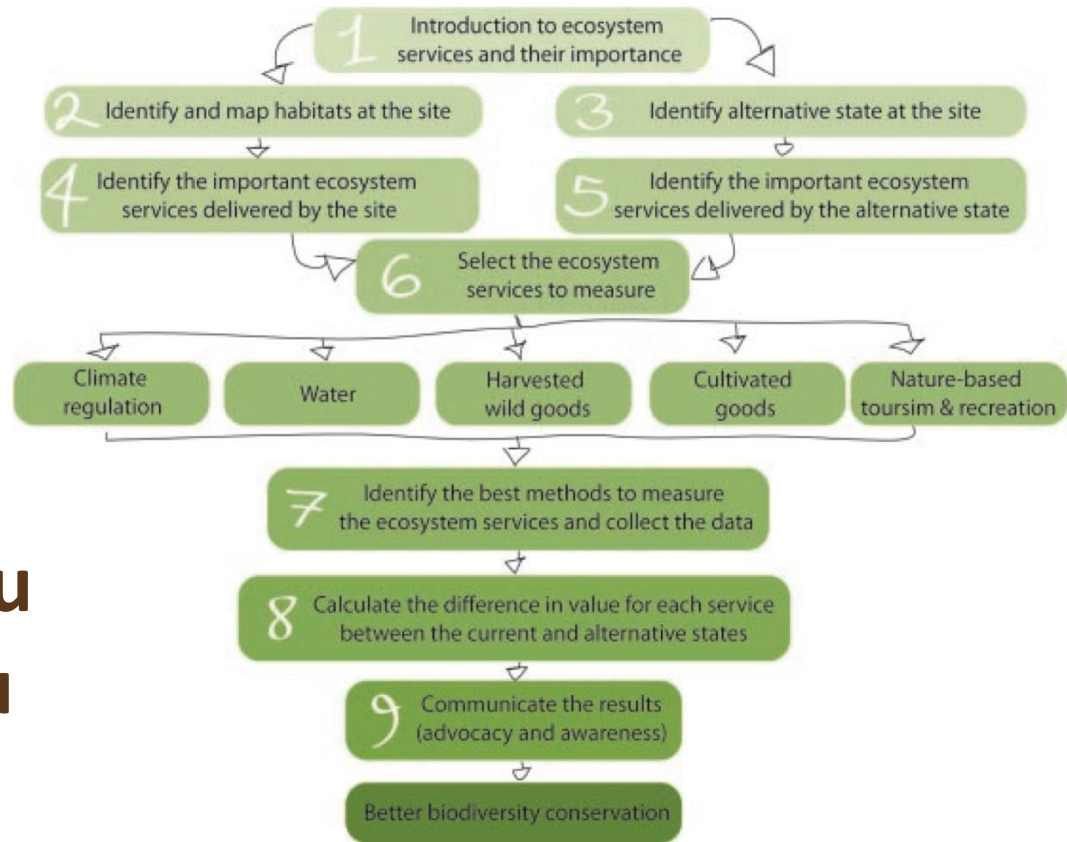 1 Introduction to ecosystem
services and their importance
2 Identify and map habitats at the site
3 Identify alternative state at the site
4 Identify the important ecosystem
services delivered by the site
5 Identify the important ecosystem
services delivered by the alternative state
6 Select the ecosystem
services to measure
Climate
regulation
Water
Harvested
wild goods
Cultivated
goods
Nature-based
toursim & recreation
7 Identify the best methods to measure
the ecosystem services and collect the data
8 Calculate the difference in value for each service
between the current and alternative states
9 Communicate the results
(advocacy and awareness)
Better biodiversity conservation
u